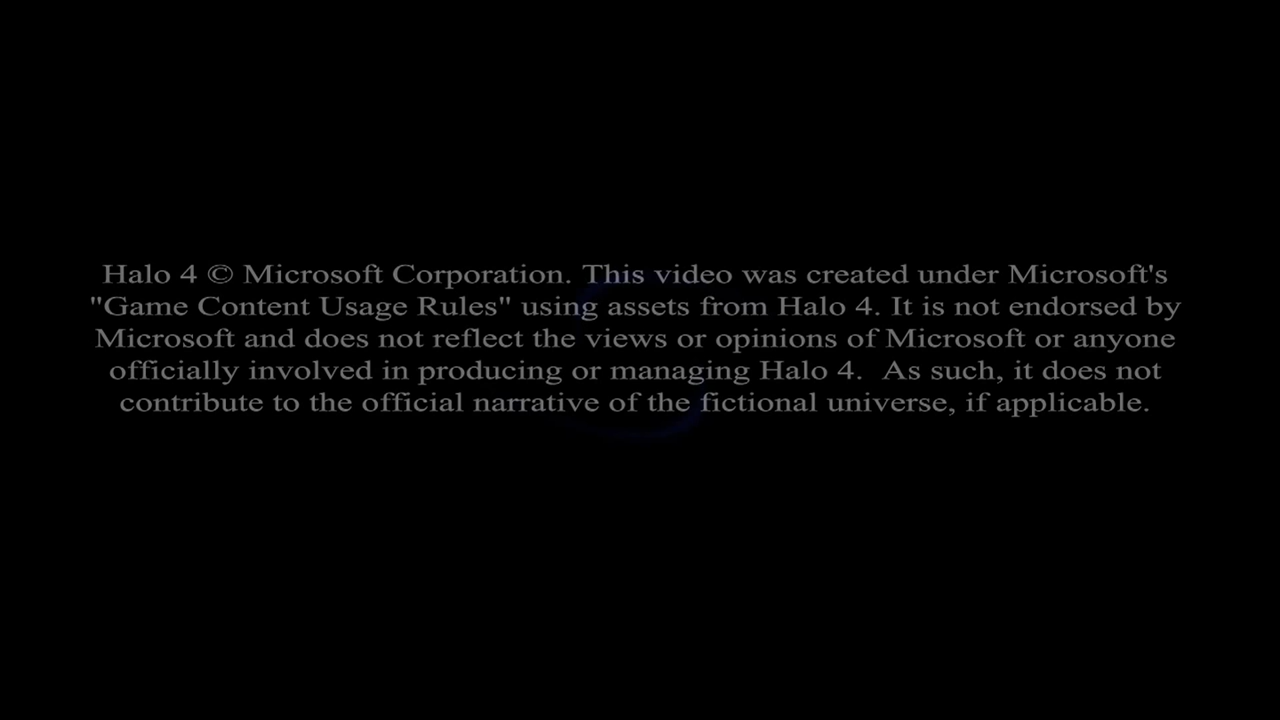 Halo 4 © Microsoft Corporation. This video was created under Microsoft's
"Game Content Usage Rules" using assets from Halo 4. It is not endorsed by
Microsoft and does not reflect the views or opinions of Microsoft or anyone
officially involved in producing or managing Halo 4.  As such, it does not
contribute to the official narrative of the fictional universe, if applicable.